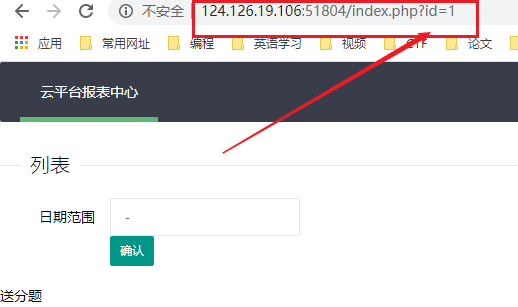 不安全 | 124.126.19.106:51804/index.php?id=1
应用 常用网址 编程 英语学习 视频 CTF 论文
云平台报表中心
列表
日期范围 -
确认
送分题